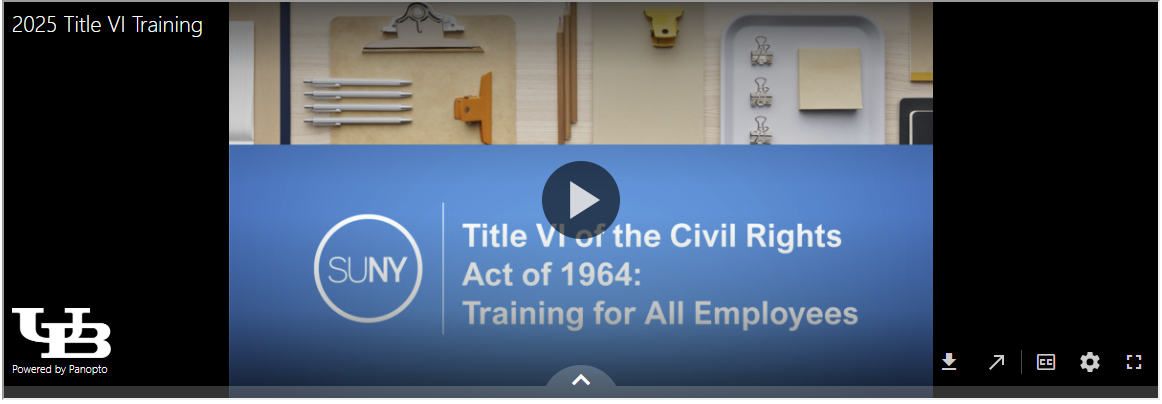 2025 Title VI Training
SUNY
Title VI of the Civil Rights
Act of 1964:
Training for All Employees
UB
Powered by Panopto
CC